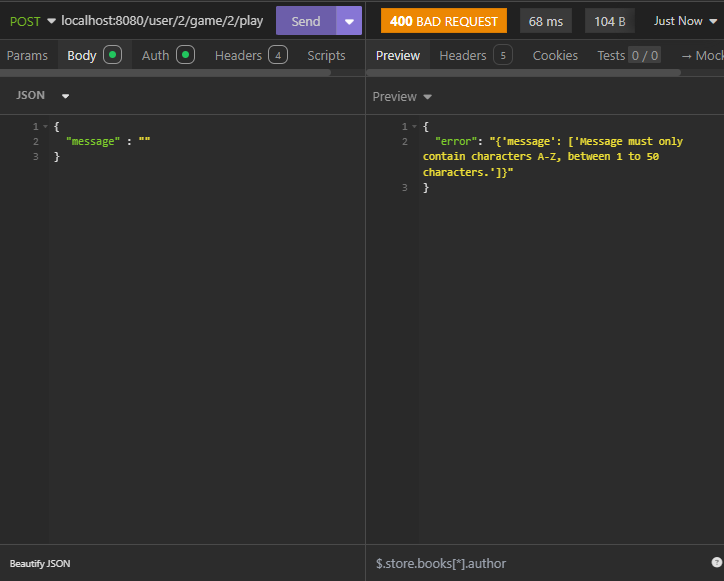 POST localhost:8080/user/2/game/2/play Send 400 BAD REQUEST 68 ms 104 B Just Now
Params Body Auth Headers 4 Scripts Preview Headers 5 Cookies Tests 0 / 0 → Mock
JSON
Preview
1 {
2 "message" : ""
3 }
1 {
2 "error": "{'message': ['Message must only
contain characters A-Z, between 1 to 50
characters.']}"
3 }
Beautify JSON
$.store.books[*].author ?